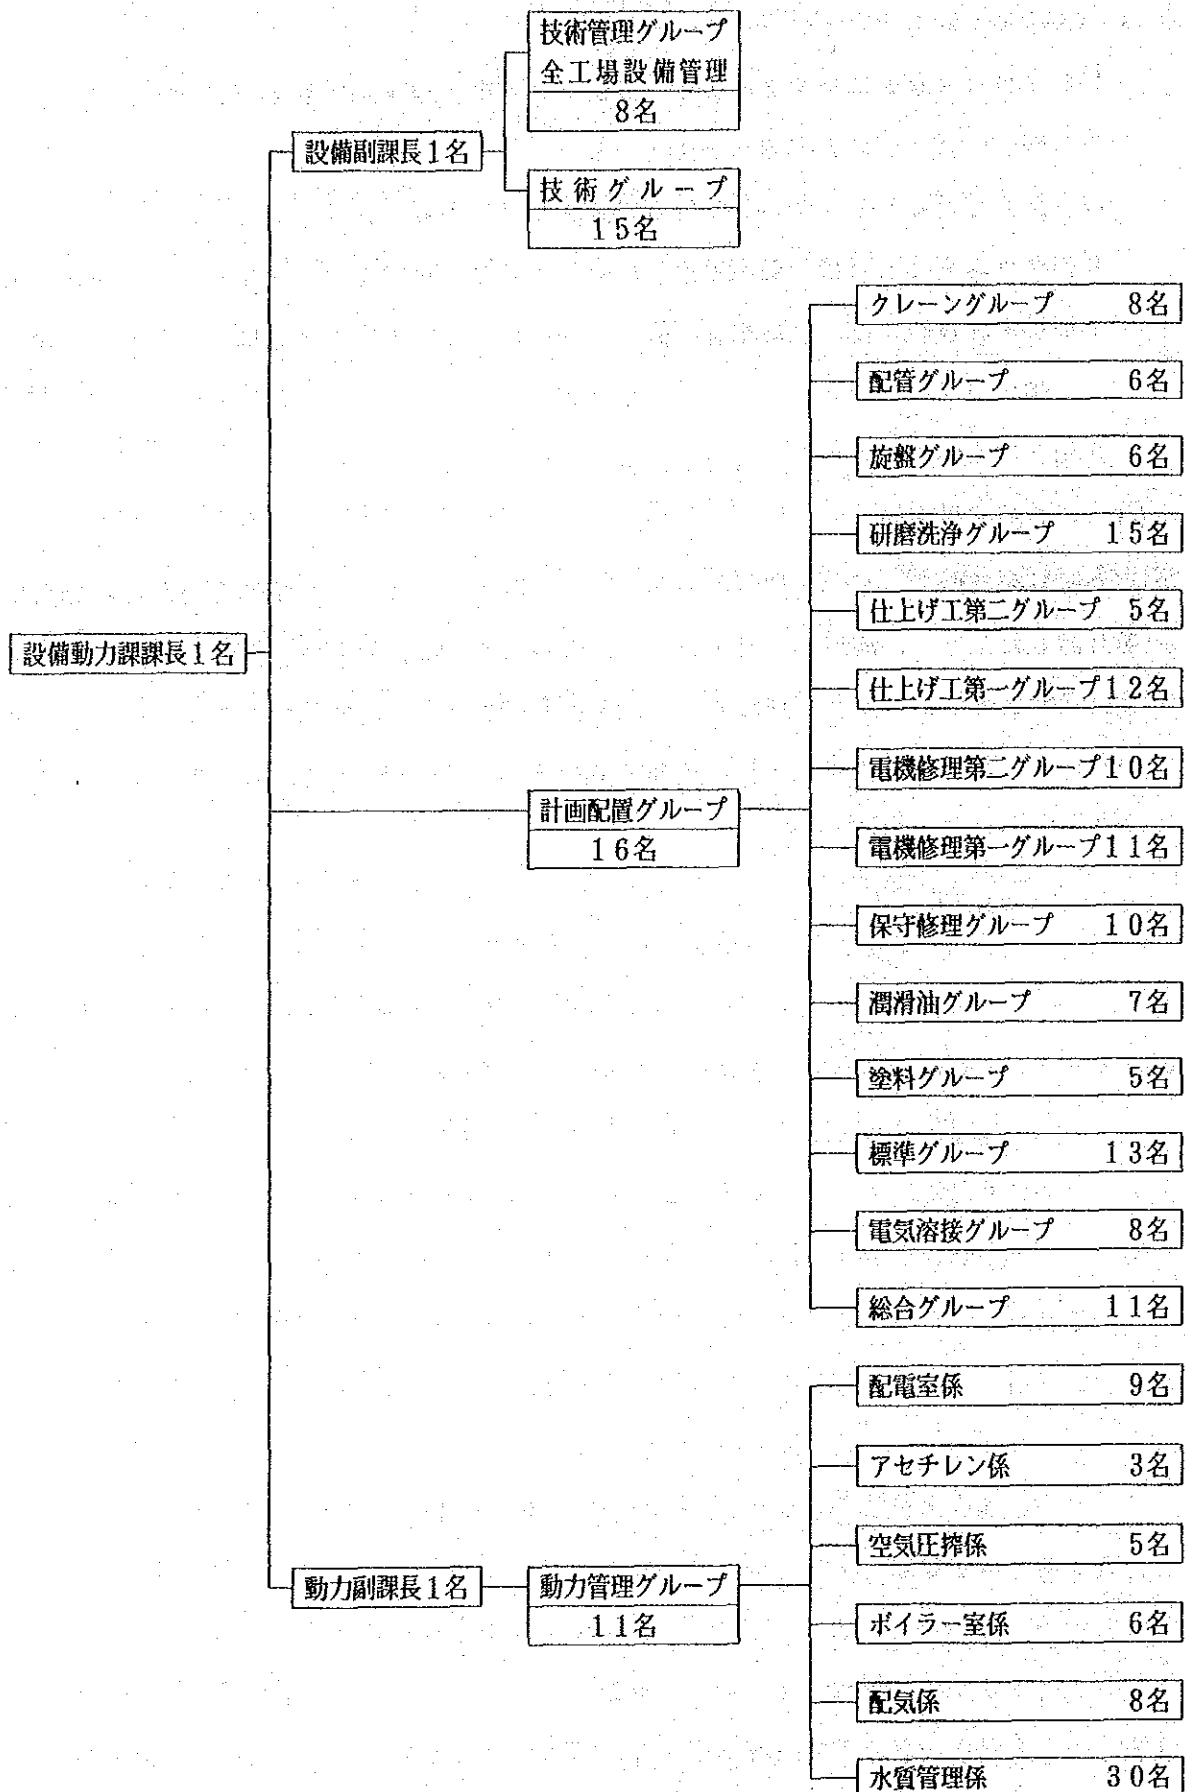 技術管理グループ
全工場設備管理
8名
設備副課長1名
技術グループ
15名
クレーングループ 8名
配管グループ 6名
旋盤グループ 6名
研磨洗浄グループ 15名
仕上げ工第二グループ 5名
設備動力課課長1名
仕上げ工第一グループ12名
電機修理第二グループ10名
計画配置グループ
16名
電機修理第一グループ11名
保守修理グループ 10名
潤滑油グループ 7名
塗料グループ 5名
標準グループ 13名
電気溶接グループ 8名
総合グループ 11名
配電室係 9名
アセチレン係 3名
空気圧搾係 5名
動力副課長1名
動力管理グループ
11名
ボイラー室係 6名
配気係 8名
水質管理係 30名